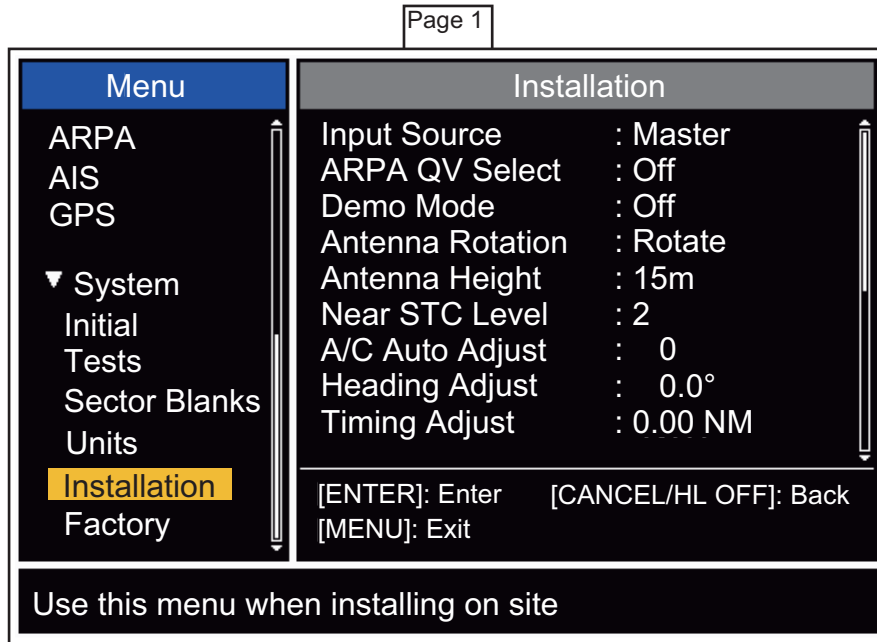 Page 1
Menu
ARPA
AIS
GPS
▼ System
Initial
Tests
Sector Blanks
Units
Installation
Factory
Installation
Input Source : Master
ARPA QV Select : Off
Demo Mode : Off
Antenna Rotation : Rotate
Antenna Height : 15m
Near STC Level : 2
A/C Auto Adjust : 0
Heading Adjust : 0.0°
Timing Adjust : 0.00 NM
[ENTER]: Enter [CANCEL/HL OFF]: Back
[MENU]: Exit
Use this menu when installing on site